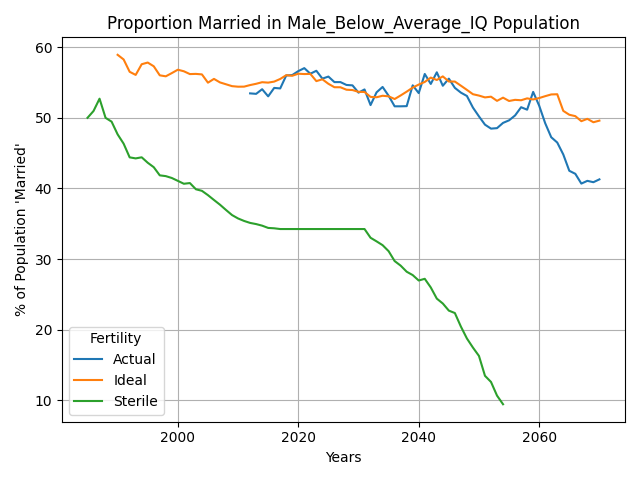 Proportion Married in Male_Below_Average_IQ Population
% of Population 'Married'
60
50
40
30
20
10
Fertility
Actual
Ideal
Sterile
2000 2020 2040 2060
Years